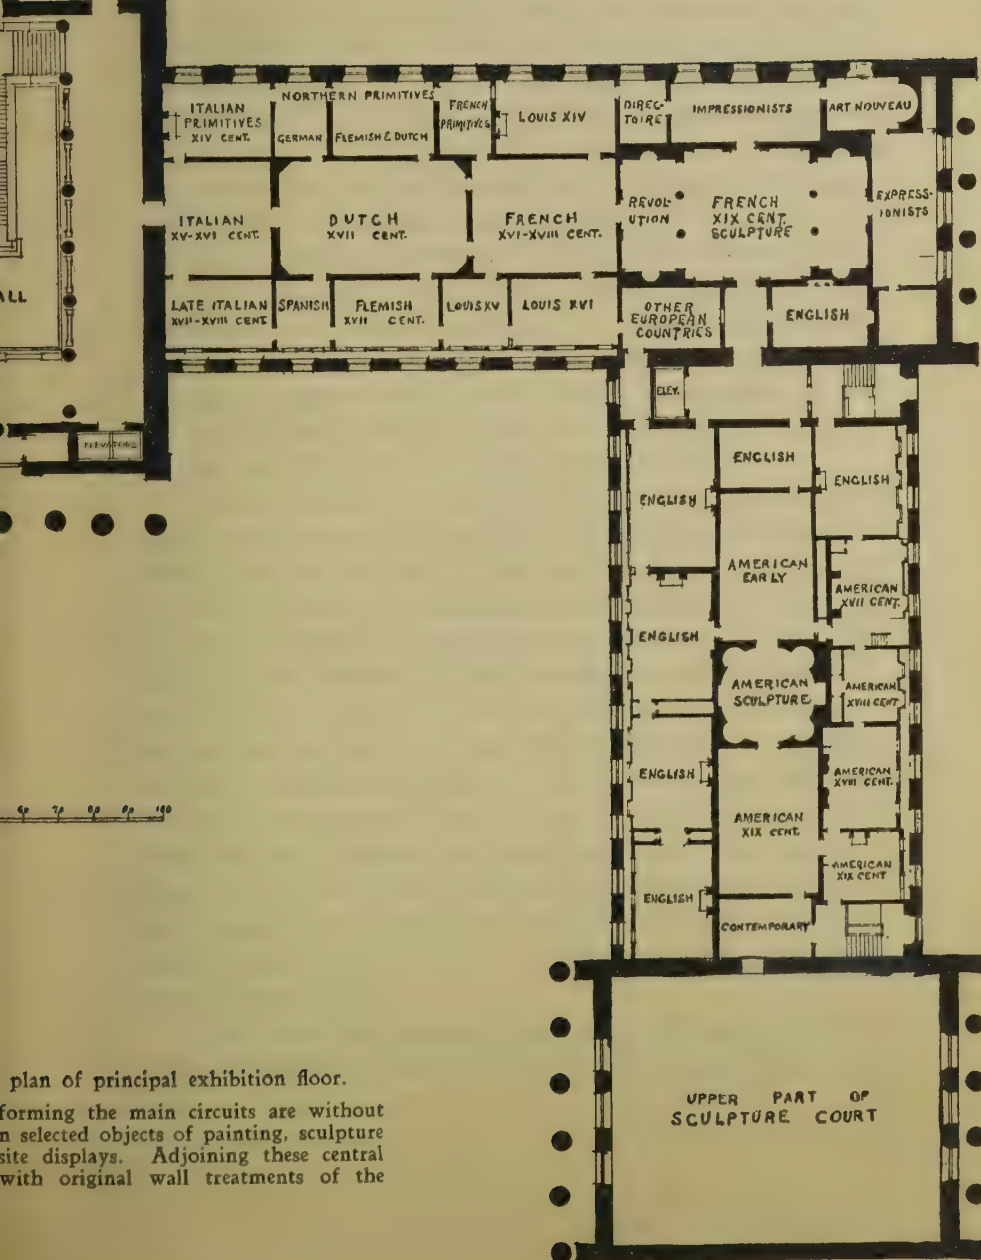 ITALIAN
PRIMITIVES
XIV CENT.
NORTHERN PRIMITIVES
GERMAN
FLEMISH & DUTCH
FRENCH
PRIMITIVES
LOUIS XIV
DIREC-
TOIRE
IMPRESSIONISTS
ART NOUVEAU
ITALIAN
XV-XVI CENT.
DUTCH
XVII CENT.
FRENCH
XVI-XVIII CENT.
REVOL-
UTION
FRENCH
XIX CENT.
SCULPTURE
EXPRESS-
IONISTS
ALL
LATE ITALIAN
XVII-XVIII CENT
SPANISH
FLEMISH
XVII CENT.
LOUIS XV
LOUIS XVI
OTHER
EUROPEAN
COUNTRIES
ENGLISH
ELEV.
ELEVATORS
ENGLISH
ENGLISH
ENGLISH
AMERICAN
EARLY
AMERICAN
XVII CENT.
ENGLISH
AMERICAN
SCULPTURE
AMERICAN
XVIII CENT
ENGLISH
AMERICAN
XVIII CENT.
AMERICAN
XIX CENT.
AMERICAN
XIX CENT
ENGLISH
CONTEMPORARY
60 70 80 90 100
UPPER PART OF
SCULPTURE COURT
plan of principal exhibition floor.
forming the main circuits are without
n selected objects of painting, sculpture
site displays. Adjoining these central
with original wall treatments of the